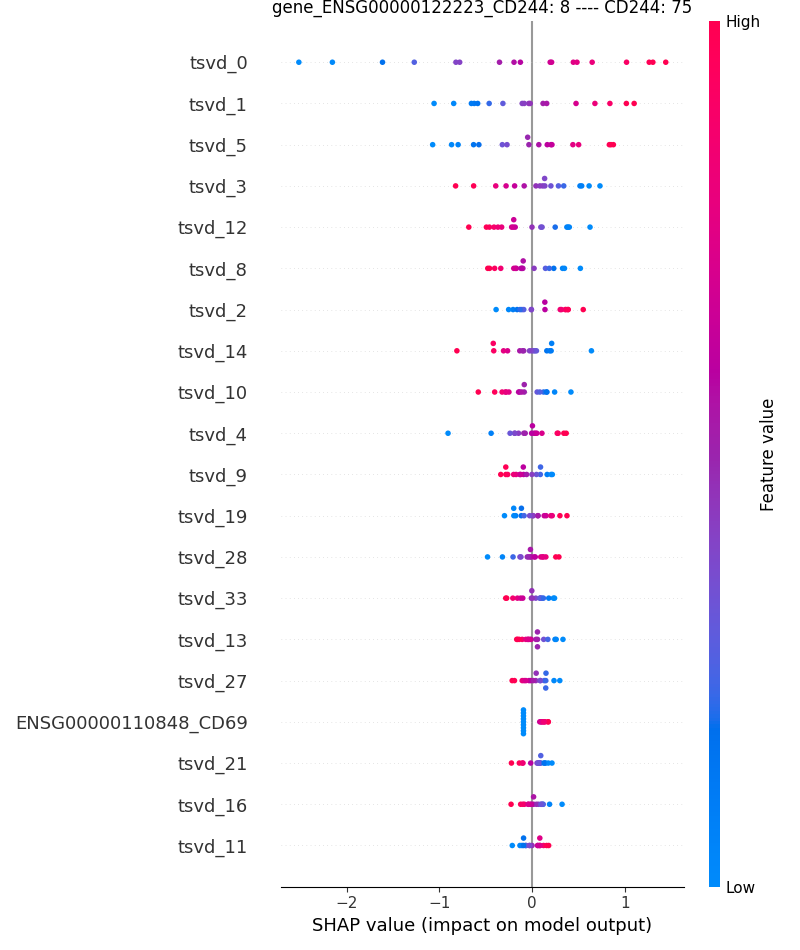 gene_ENSG00000122223_CD244: 8 ---- CD244: 75
High
tsvd_0
tsvd_1
tsvd_5
tsvd_3
tsvd_12
tsvd_8
tsvd_2
tsvd_14
tsvd_10
tsvd_4
tsvd_9
tsvd_19
tsvd_28
tsvd_33
tsvd_13
tsvd_27
ENSG00000110848_CD69
tsvd_21
tsvd_16
tsvd_11
Feature value
Low
−2 −1 0 1
SHAP value (impact on model output)